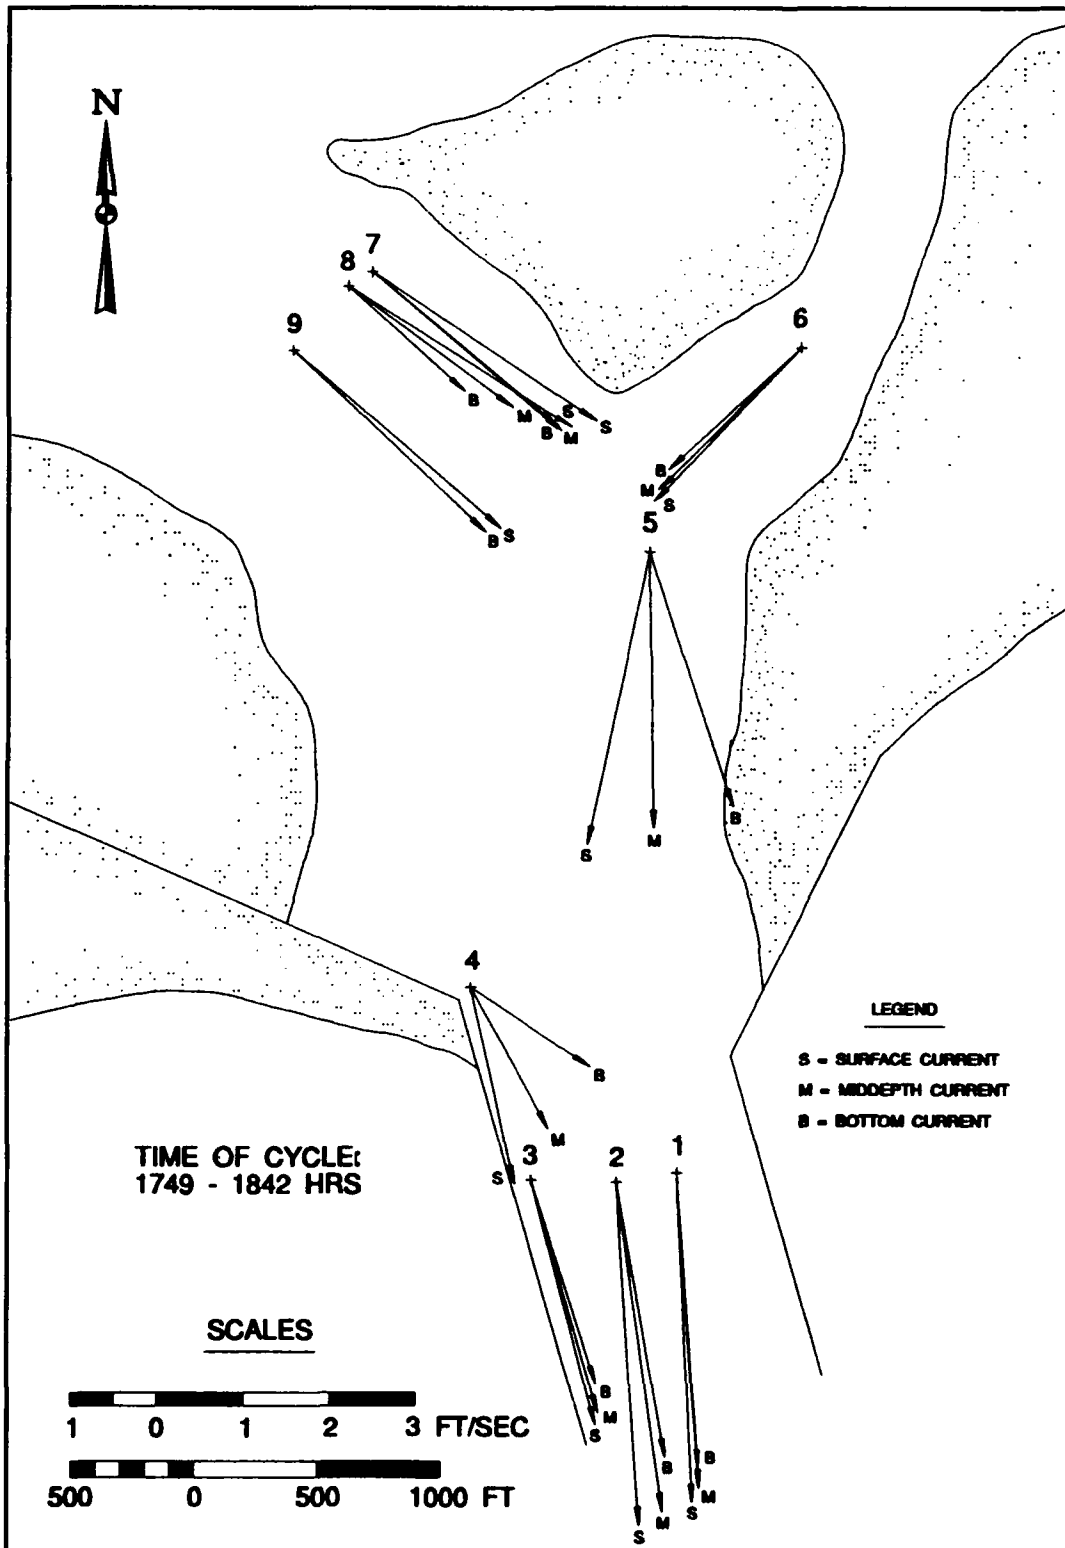 N
7
8
9
6
B
M
S
S
B
M
B
M
S
S
B
5
B
M
S
4
B
M
S
3
2
1
B
M
S
B
M
S
B
M
S
LEGEND
S = SURFACE CURRENT
M = MIDDEPTH CURRENT
B = BOTTOM CURRENT
TIME OF CYCLE:
1749 - 1842 HRS
SCALES
1 0 1 2 3 FT/SEC
500 0 500 1000 FT